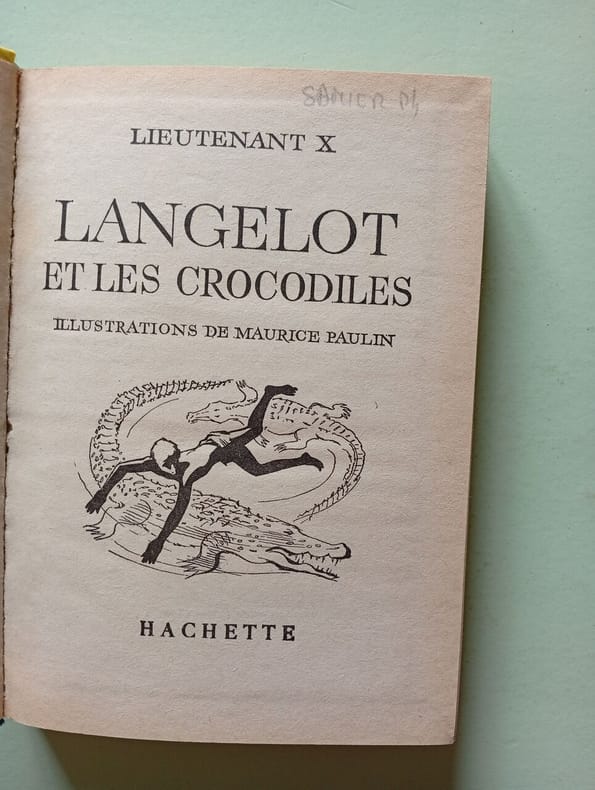 LIEUTENANT X
LANGELOT
ET LES CROCODILES
ILLUSTRATIONS DE MAURICE PAULIN
HACHETTE